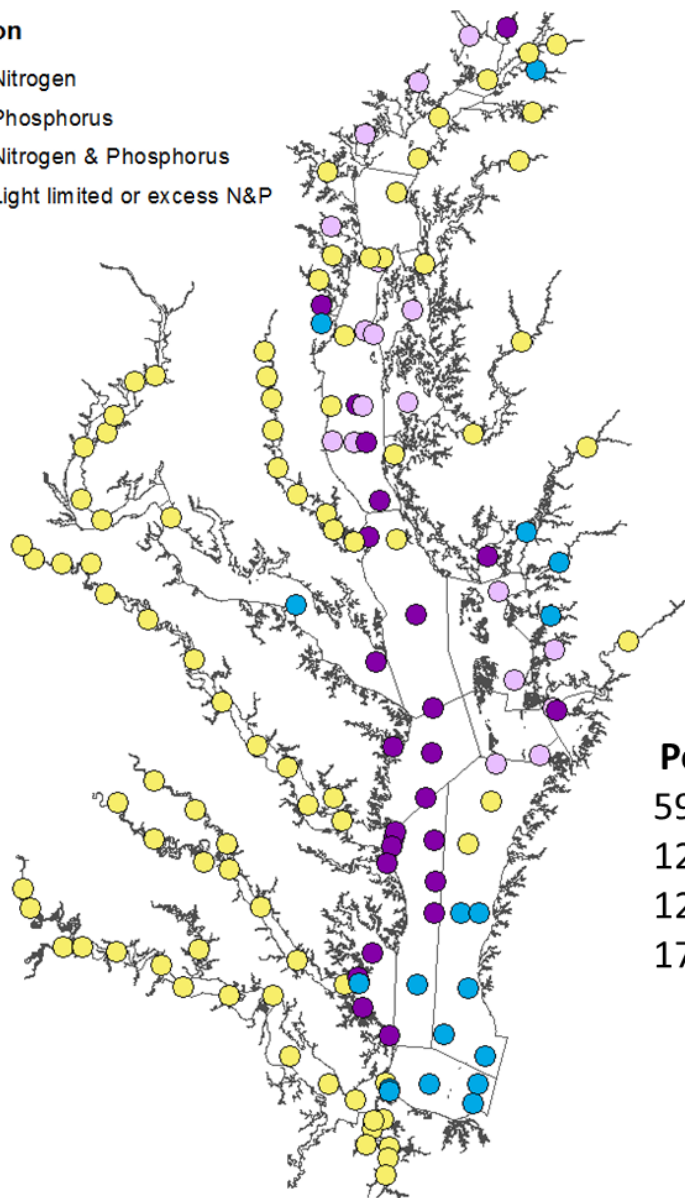 on
Nitrogen
Phosphorus
Nitrogen & Phosphorus
Light limited or excess N&P
Pe
59
12
12
17